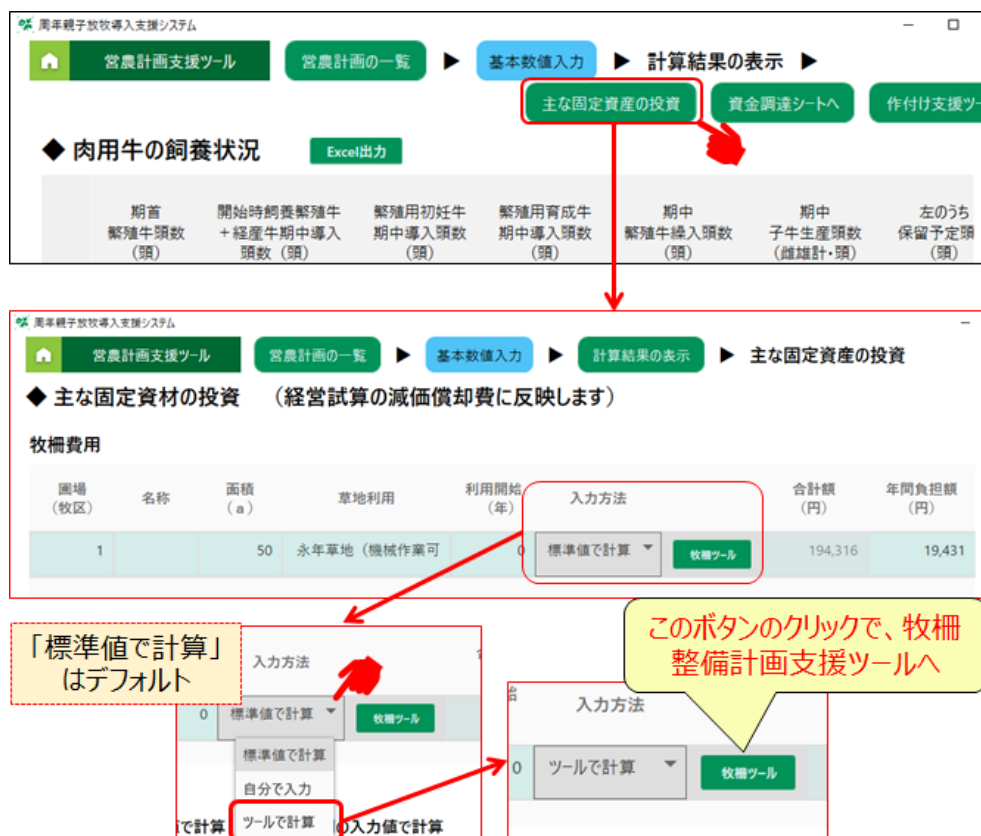 周年親子放牧導入支援システム
営農計画支援ツール 営農計画の一覧 ▶ 基本数値入力 ▶ 計算結果の表示 ▶
主な固定資産の投資 資金調達シートへ 作付け支援ツー
◆ 肉用牛の飼養状況 Excel出力
期首 開始時飼養繁殖牛 繁殖用初妊牛 繁殖用育成牛 期中 期中 左のうち
繁殖牛頭数 +経産牛期中導入 期中導入頭数 期中導入頭数 繁殖牛繰入頭数 子牛生産頭数 保留予定頭
(頭) 頭数(頭) (頭) (頭) (頭) (雌雄計・頭) (頭)
周年親子放牧導入支援システム
営農計画支援ツール 営農計画の一覧 ▶ 基本数値入力 ▶ 計算結果の表示 ▶ 主な固定資産の投資
◆ 主な固定資材の投資 (経営試算の減価償却費に反映します)
牧柵費用
圃場 名称 面積 草地利用 利用開始 入力方法 合計額 年間負担額
(牧区) (a) (年) (円) (円)
1 50 永年草地(機械作業可 0 標準値で計算 牧柵ツール 194,316 19,431
「標準値で計算」
はデフォルト
このボタンのクリックで、牧柵
整備計画支援ツールへ
入力方法
0 標準値で計算 牧柵ツール
標準値で計算
自分で入力
ツールで計算
で計算 の入力値で計算
入力方法
0 ツールで計算 牧柵ツール